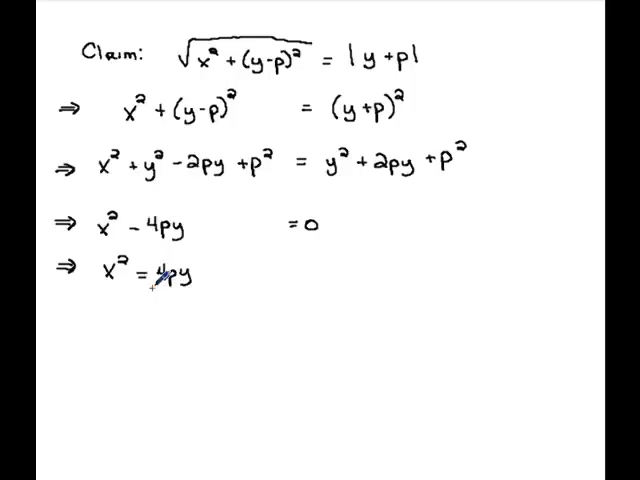 Claim: √x² + (y-p)² = |y+p|
⇒ x² + (y-p)² = (y+p)²
⇒ x² + y² - 2py + p² = y² + 2py + p²
⇒ x² - 4py = 0
⇒ x² = 4py